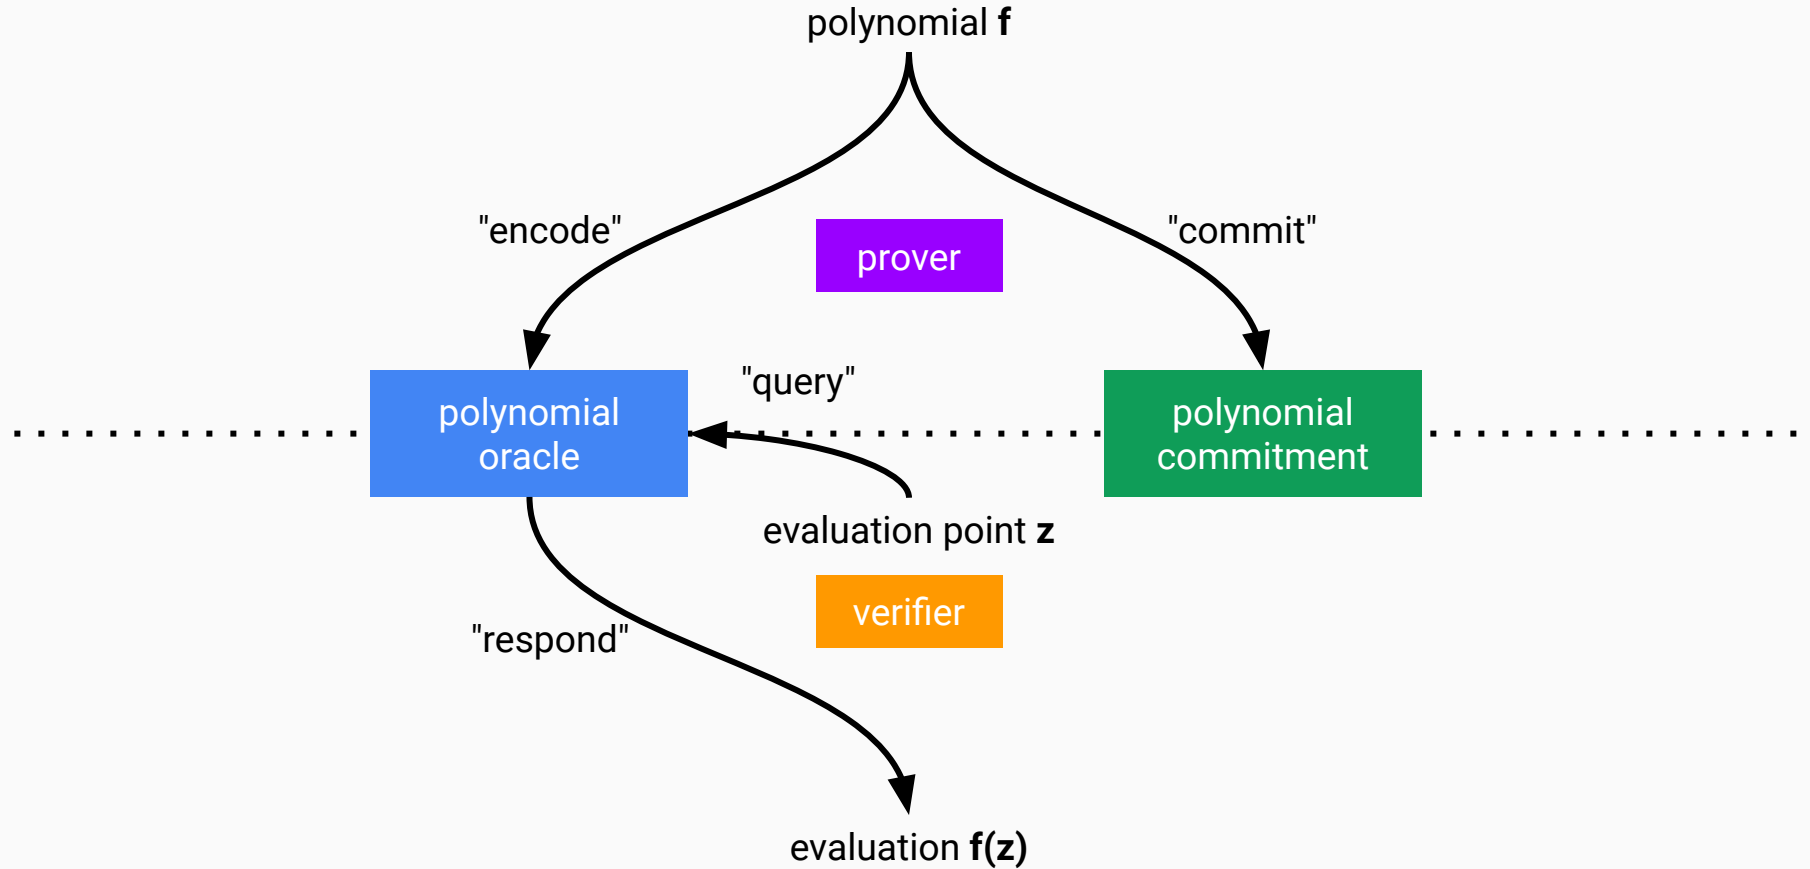 polynomial f
"encode"
"commit"
prover
"query"
polynomial
oracle
polynomial
commitment
evaluation point z
verifier
"respond"
evaluation f(z)